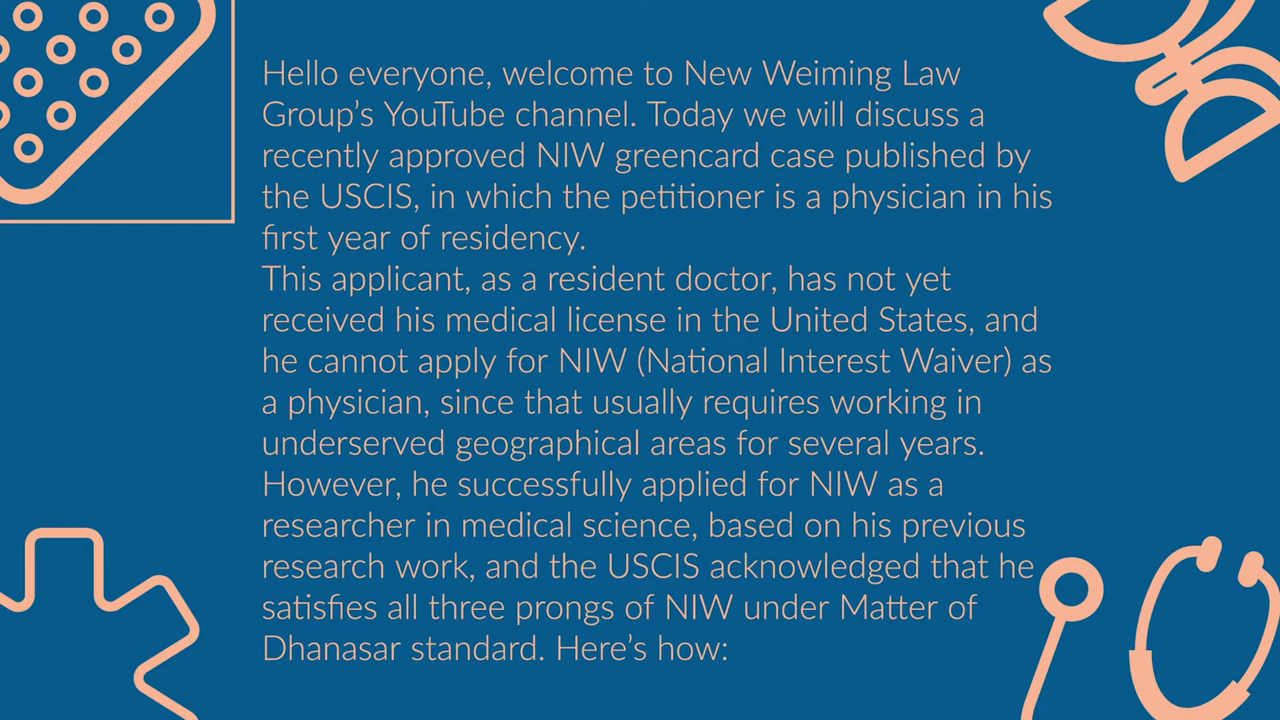 Hello everyone, welcome to New Weiming Law
Group’s YouTube channel. Today we will discuss a
recently approved NIW greencard case published by
the USCIS, in which the petitioner is a physician in his
first year of residency.
This applicant, as a resident doctor, has not yet
received his medical license in the United States, and
he cannot apply for NIW (National Interest Waiver) as
a physician, since that usually requires working in
underserved geographical areas for several years.
However, he successfully applied for NIW as a
researcher in medical science, based on his previous
research work, and the USCIS acknowledged that he
satisfies all three prongs of NIW under Matter of
Dhanasar standard. Here’s how: